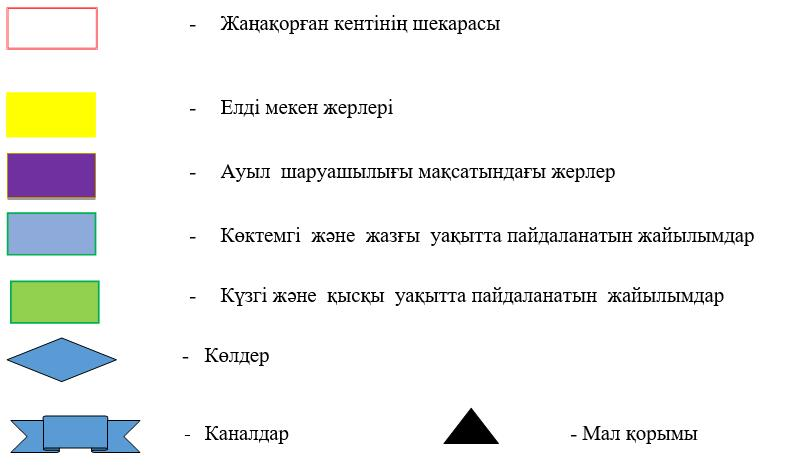 - Жаңақорған кентінің шекарасы
- Елді мекен жерлері
- Ауыл шаруашылығы мақсатындағы жерлер
- Көктемгі және жазғы уақытта пайдаланатын жайылымдар
- Күзгі және қысқы уақытта пайдаланатын жайылымдар
- Көлдер
- Каналдар - Мал қорымы